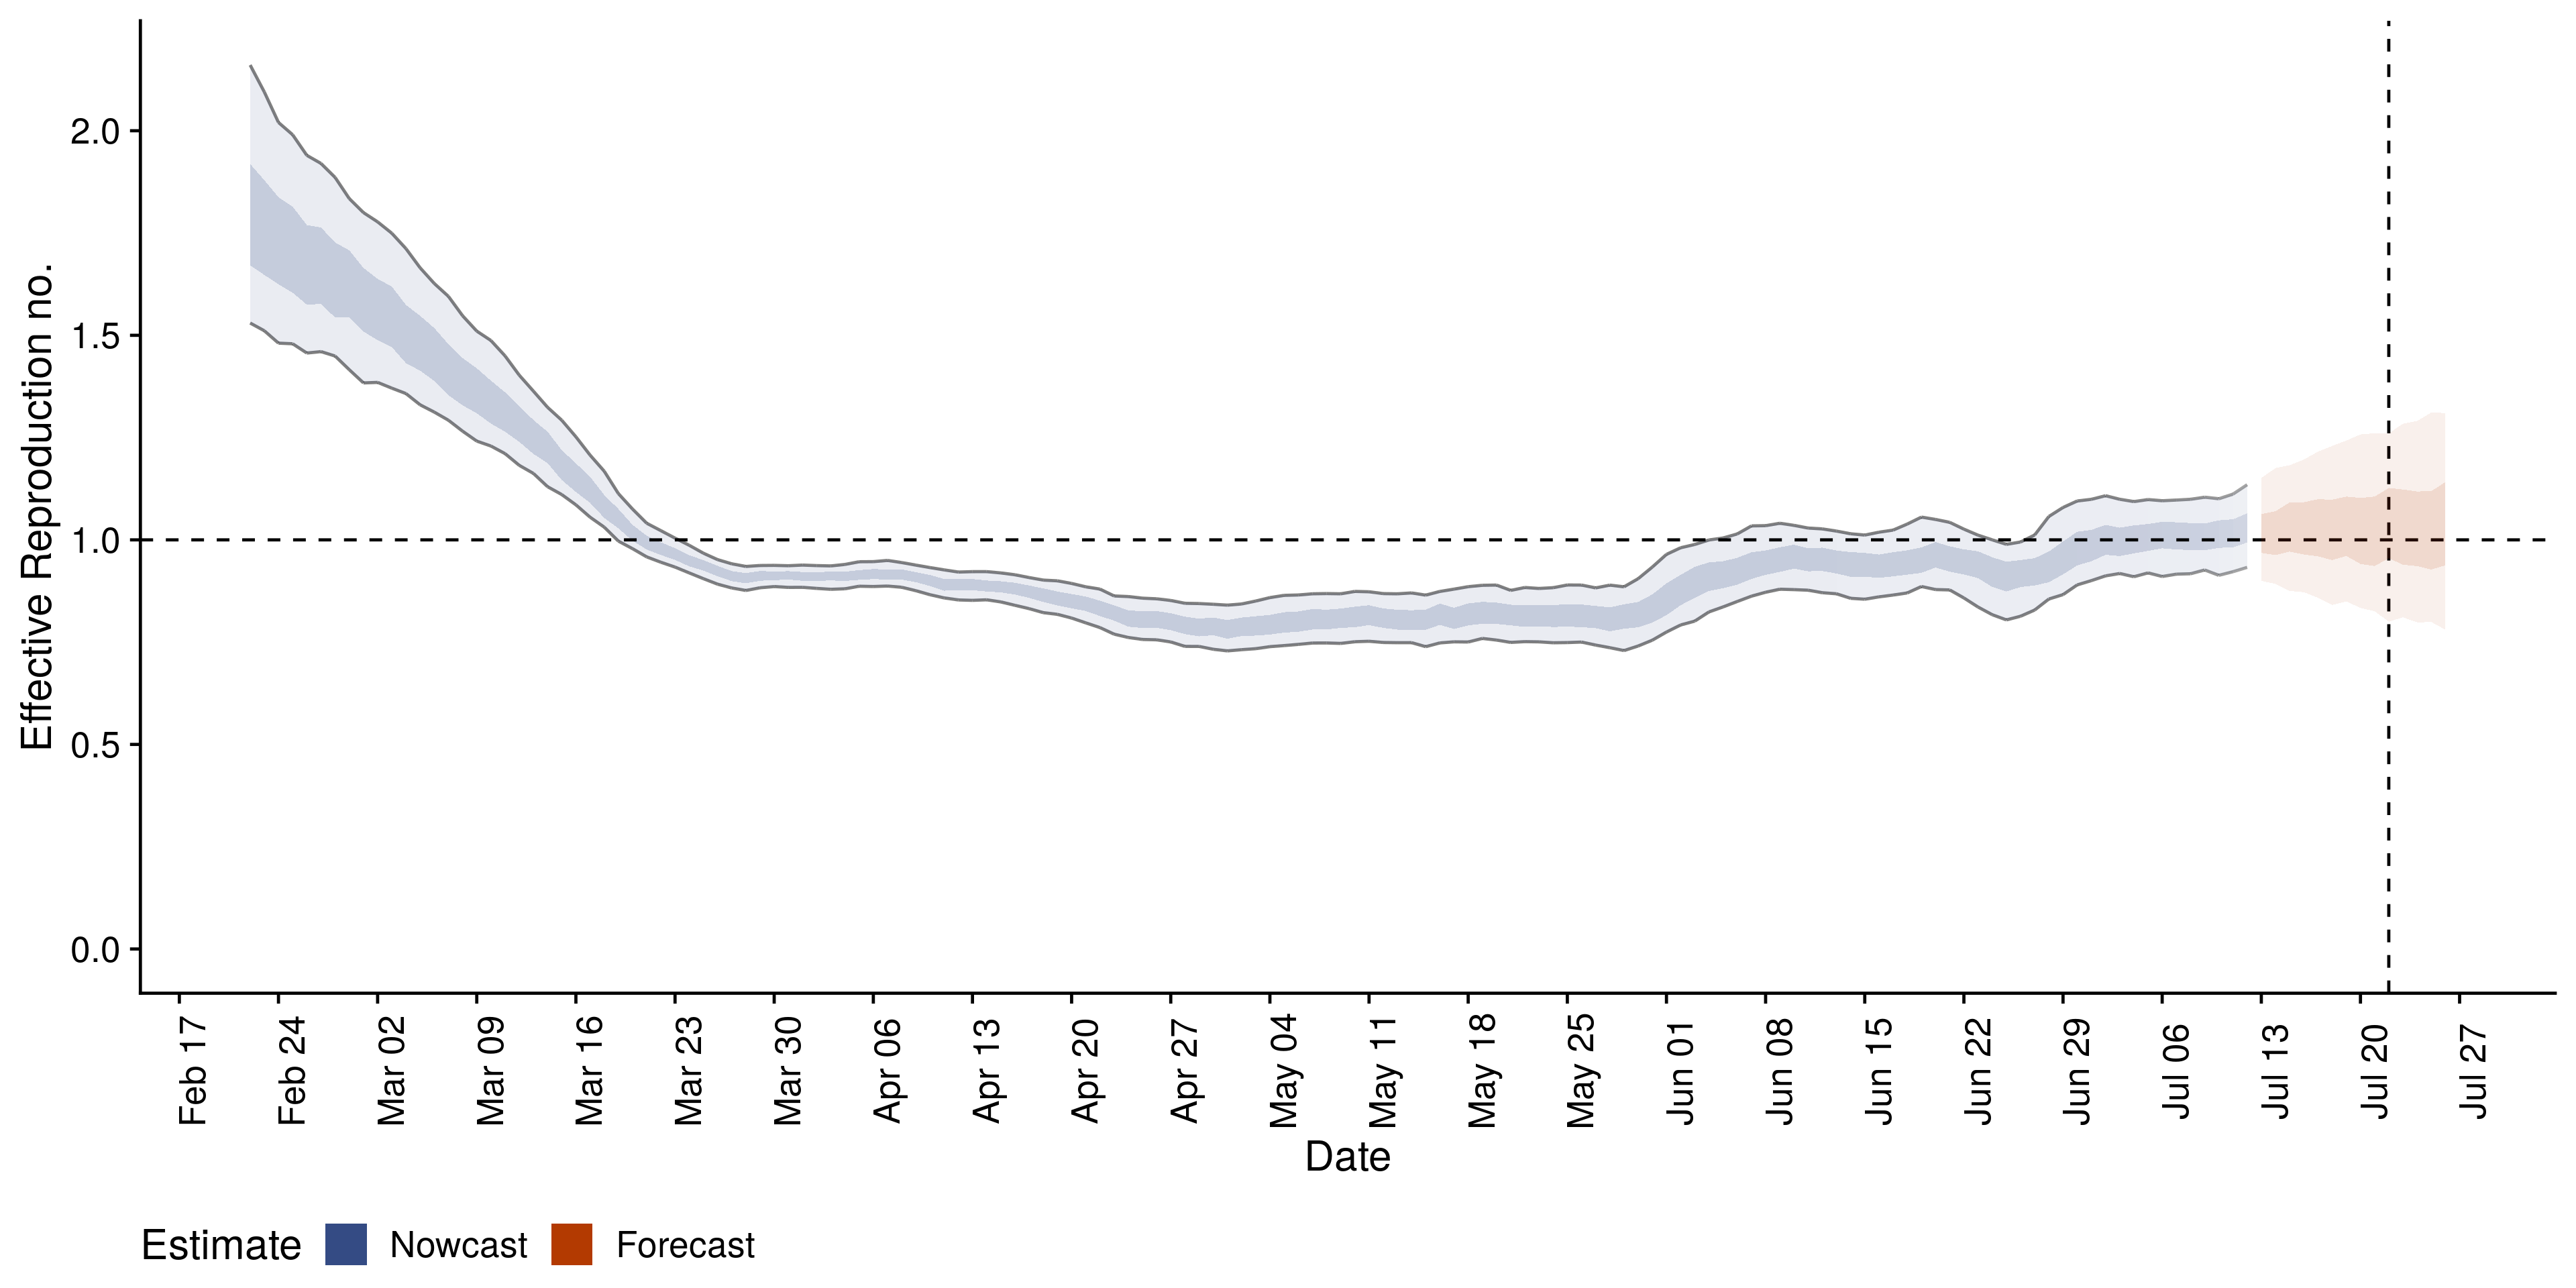 Effective Reproduction no.
2.0
1.5
1.0
0.5
0.0
Feb 17
Feb 24
Mar 02
Mar 09
Mar 16
Mar 23
Mar 30
Apr 06
Apr 13
Apr 20
Apr 27
May 04
May 11
May 18
May 25
Jun 01
Jun 08
Jun 15
Jun 22
Jun 29
Jul 06
Jul 13
Jul 20
Jul 27
Date
Estimate Nowcast Forecast